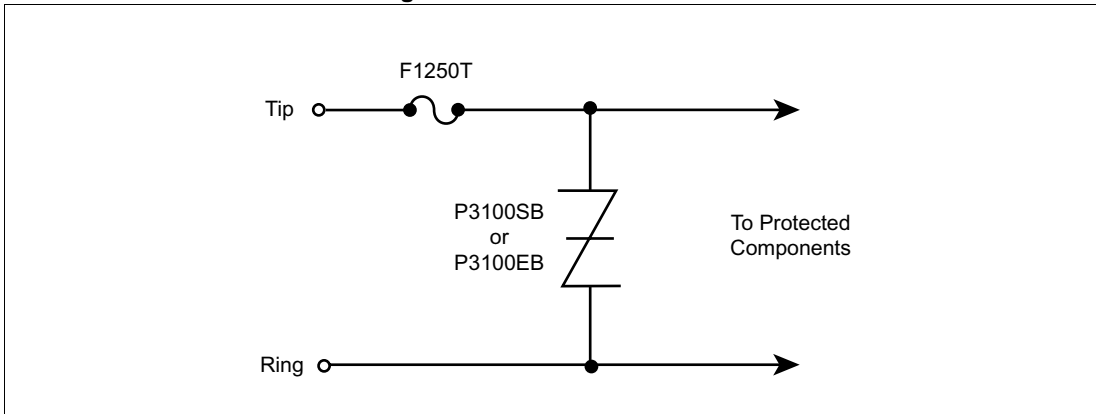 F1250T
Tip
P3100SB
or
P3100EB
To Protected
Components
Ring